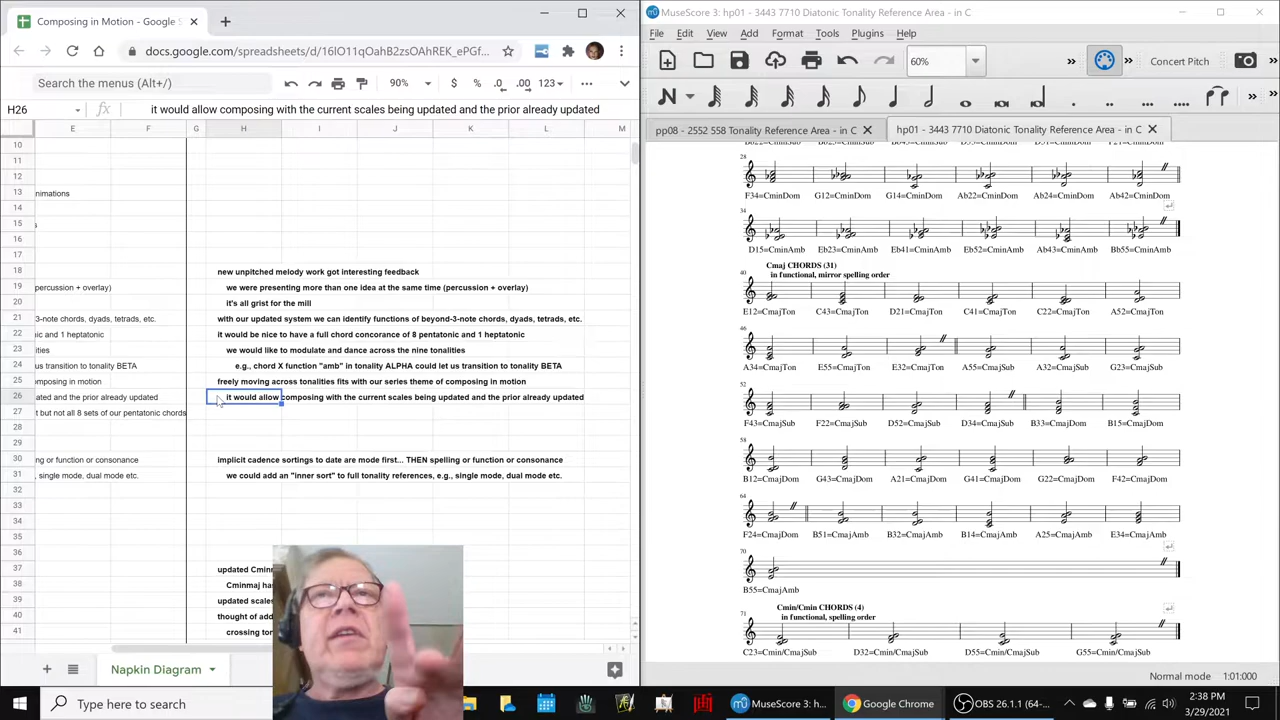 Composing in Motion - Google S
docs.google.com/spreadsheets/d/16lO11qOahB2zsOAhREK_ePGf...
Search the menus (Alt+/)
90%
$ % .0 .00 123
H26
fx
it would allow composing with the current scales being updated and the prior already updated
E F G H I J K L M
10
11
12
13 nimations
14
15 s
16
17
18 new unpitched melody work got interesting feedback
19 ercussion + overlay) we were presenting more than one idea at the same time (percussion + overlay)
20 it's all grist for the mill
21 3-note chords, dyads, tetrads, etc. with our updated system we can identify functions of beyond-3-note chords, dyads, tetrads, etc.
22 ic and 1 heptatonic it would be nice to have a full chord concorance of 8 pentatonic and 1 heptatonic
23 ities we would like to modulate and dance across the nine tonalities
24 us transition to tonality BETA e.g., chord X function "amb" in tonality ALPHA could let us transition to tonality BETA
25 omposing in motion freely moving across tonalities fits with our series theme of composing in motion
26 ated and the prior already updated it would allow composing with the current scales being updated and the prior already updated
27 t but not all 8 sets of our pentatonic chords
28
29
30 ng or function or consonance implicit cadence sortings to date are mode first... THEN spelling or function or consonance
31 , single mode, dual mode etc. we could add an "inner sort" to full tonality references, e.g., single mode, dual mode etc.
32
33
34
35
36
37 updated Cminm
38 Cminmaj ha
39 updated scales
40 thought of add
41 crossing ton
Napkin Diagram
MuseScore 3: hp01 - 3443 7710 Diatonic Tonality Reference Area - in C
File Edit View Add Format Tools Plugins Help
60%
Concert Pitch
pp08 - 2552 558 Tonality Reference Area - in C
hp01 - 3443 7710 Diatonic Tonality Reference Area - in C
28
F34=CminDom G12=CminDom G14=CminDom Ab22=CminDom Ab24=CminDom Ab42=CminDom
34
D15=CminAmb Eb23=CminAmb Eb41=CminAmb Eb52=CminAmb Ab43=CminAmb Bb55=CminAmb
Cmaj CHORDS (31)
in functional, mirror spelling order
40
E12=CmajTon C43=CmajTon D21=CmajTon C41=CmajTon C22=CmajTon A52=CmajTon
46
A34=CmajTon E55=CmajTon E32=CmajTon A55=CmajSub A24=CmajSub G23=CmajSub
52
F43=CmajSub F22=CmajSub D52=CmajSub D34=CmajSub B33=CmajDom B15=CmajDom
58
B12=CmajDom G43=CmajDom A21=CmajDom G41=CmajDom G22=CmajDom F42=CmajDom
64
F24=CmajDom B51=CmajAmb B32=CmajAmb B14=CmajAmb A25=CmajAmb E34=CmajAmb
70
B55=CmajAmb
Cmin/Cmin CHORDS (4)
in functional, spelling order
71
C23=Cmin/CmajSub D32=Cmin/CmajSub D55=Cmin/CmajSub G55=Cmin/CmajSub
Normal mode 1:01:000
Type here to search
MuseScore 3: h...
Google Chrome
OBS 26.1.1 (64-...
2:38 PM
3/29/2021